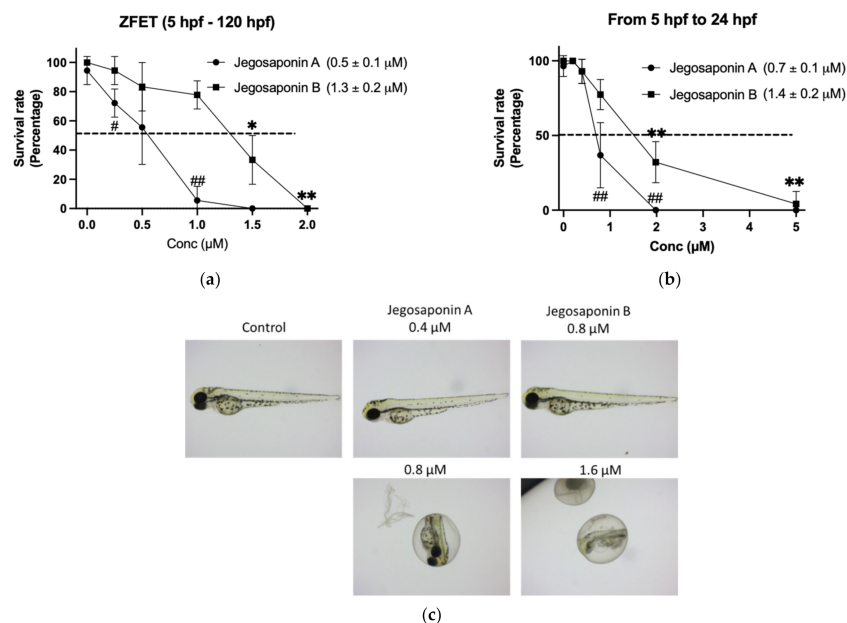 ZFET (5 hpf - 120 hpf)
Survival rate
(Percentage)
100
80
60
40
20
0
Jegosaponin A (0.5 ± 0.1 μM)
Jegosaponin B (1.3 ± 0.2 μM)
#
##
*
**
0.0 0.5 1.0 1.5 2.0
Conc (μM)
(a)
From 5 hpf to 24 hpf
Survival rate
(Percentage)
100
50
0
Jegosaponin A (0.7 ± 0.1 μM)
Jegosaponin B (1.4 ± 0.2 μM)
**
**
##
##
0 1 2 3 4 5
Conc (μM)
(b)
Control
Jegosaponin A
0.4 μM
Jegosaponin B
0.8 μM
0.8 μM
1.6 μM
(c)